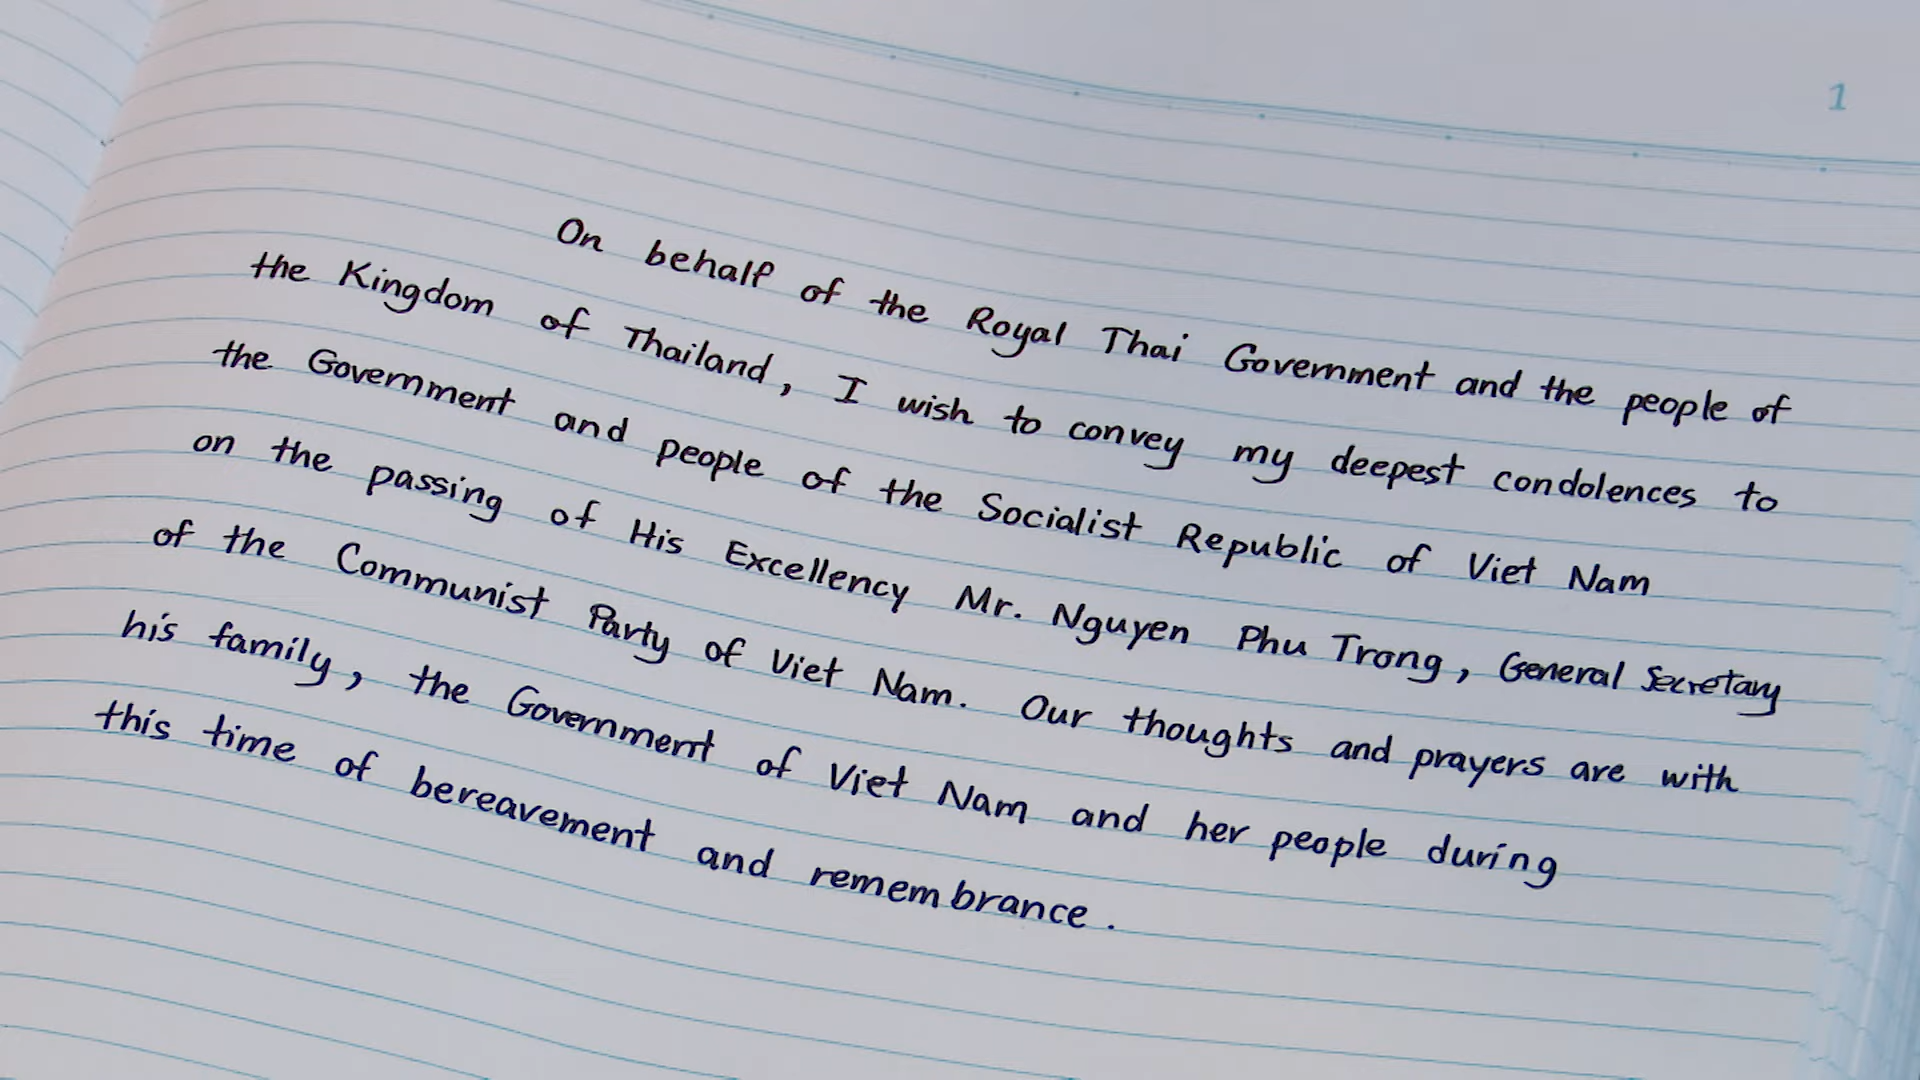 1
On behalf of the Royal Thai Government and the people of
the Kingdom of Thailand, I wish to convey my deepest condolences to
the Government and people of the Socialist Republic of Viet Nam
on the passing of His Excellency Mr. Nguyen Phu Trong, General Secretary
of the Communist Party of Viet Nam. Our thoughts and prayers are with
his family, the Government of Viet Nam and her people during
this time of bereavement and remembrance.